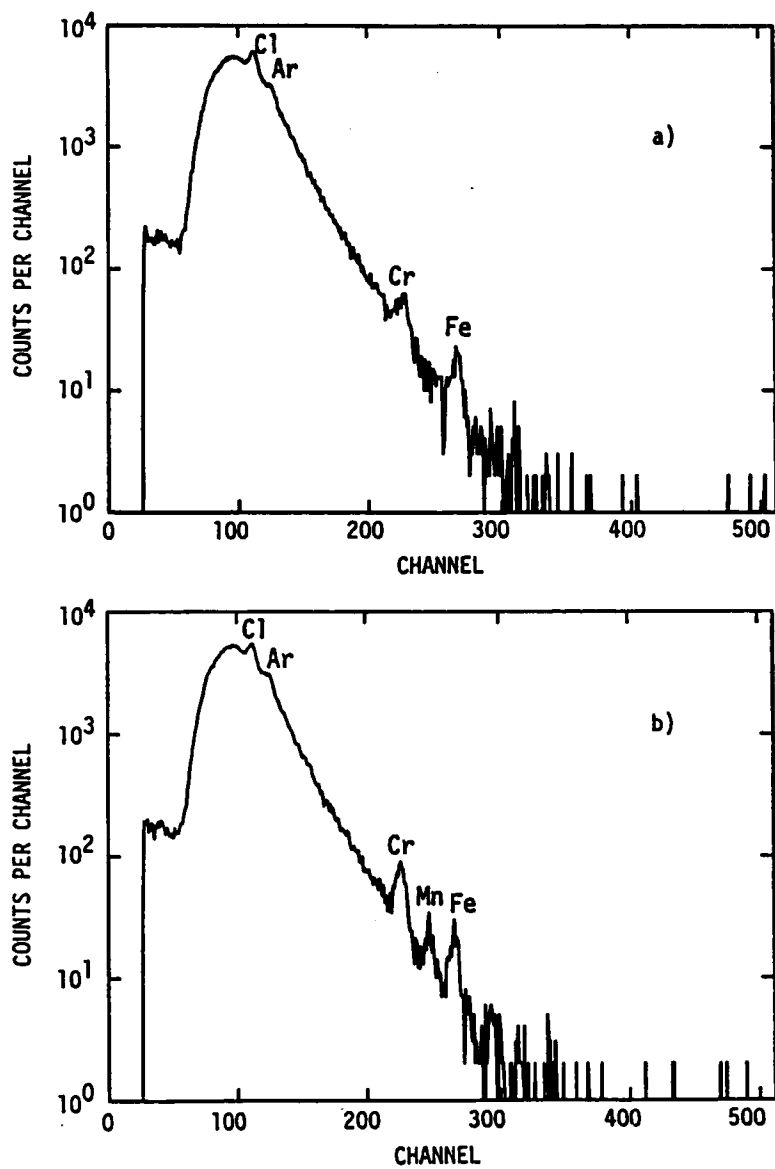 10^4
Cl
Ar
a)
10^3
COUNTS PER CHANNEL
10^2
Cr
Fe
10^1
10^0
0 100 200 300 400 500
CHANNEL
10^4
Cl
Ar
b)
10^3
COUNTS PER CHANNEL
10^2
Cr
Mn Fe
10^1
10^0
0 100 200 300 400 500
CHANNEL